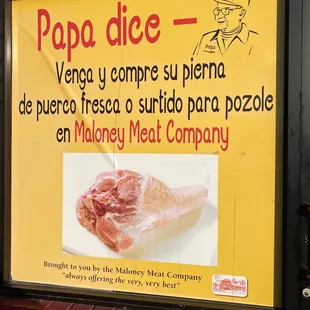 Papa dice —
Papa
Venga y compre su pierna
de puerco fresca o surtido para pozole
en Maloney Meat Company
Brought to you by the Maloney Meat Company
"always offering the very, very best"